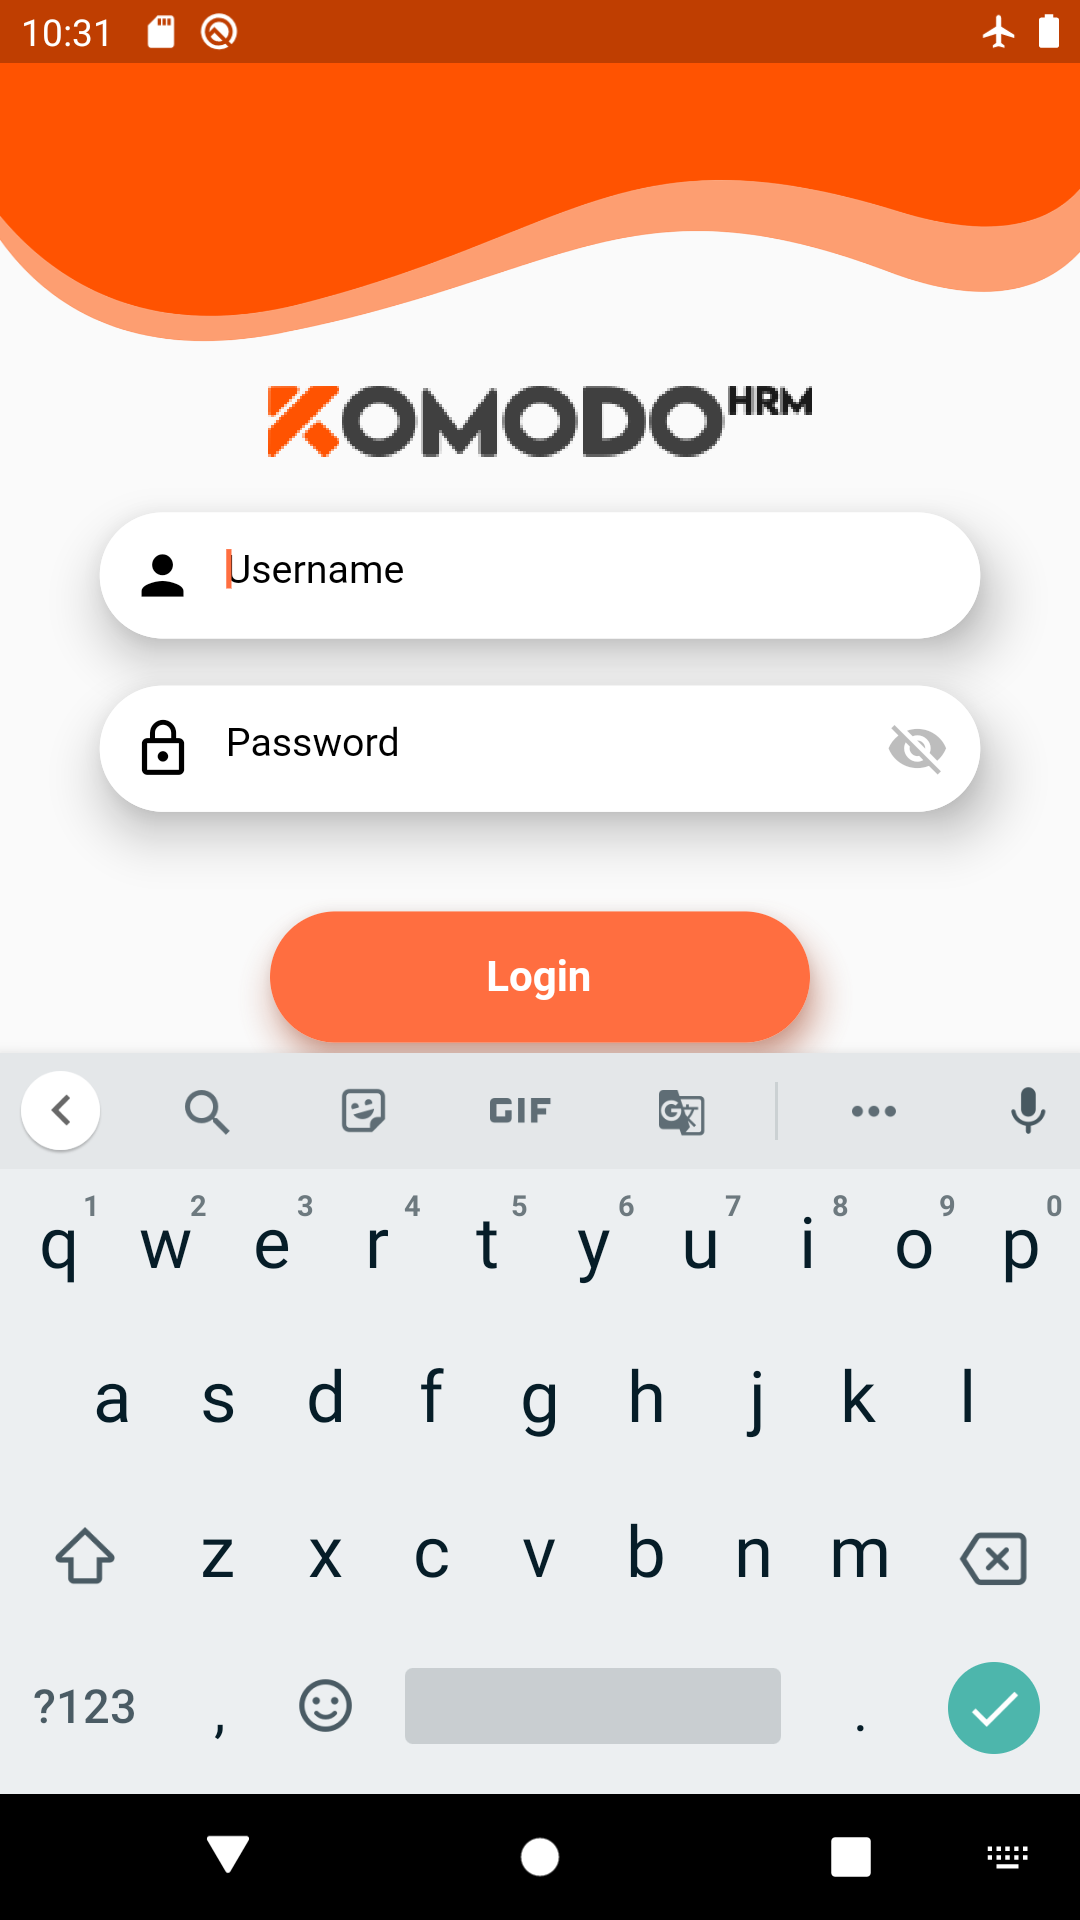 10:31
KOMODO HRM
Username
Password
Login
GIF
1 2 3 4 5 6 7 8 9 0
q w e r t y u i o p
a s d f g h j k l
z x c v b n m
?123 , .